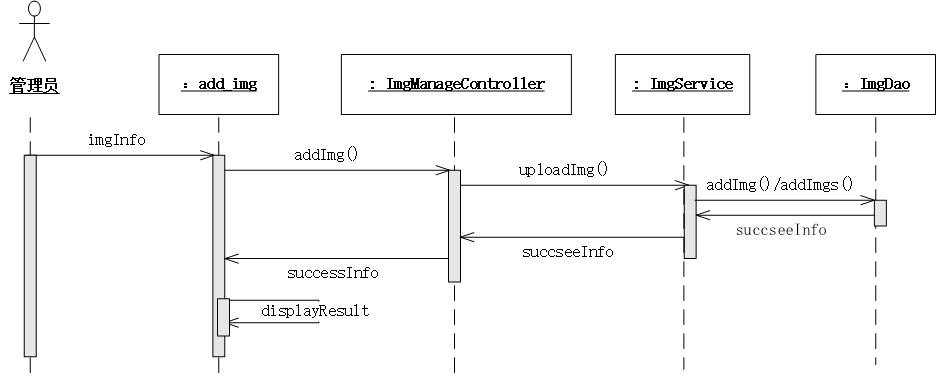 管理员
：add_img
：ImgManageController
：ImgService
：ImgDao
imgInfo
addImg()
uploadImg()
addImg()/addImgs()
succseeInfo
succseeInfo
successInfo
displayResult